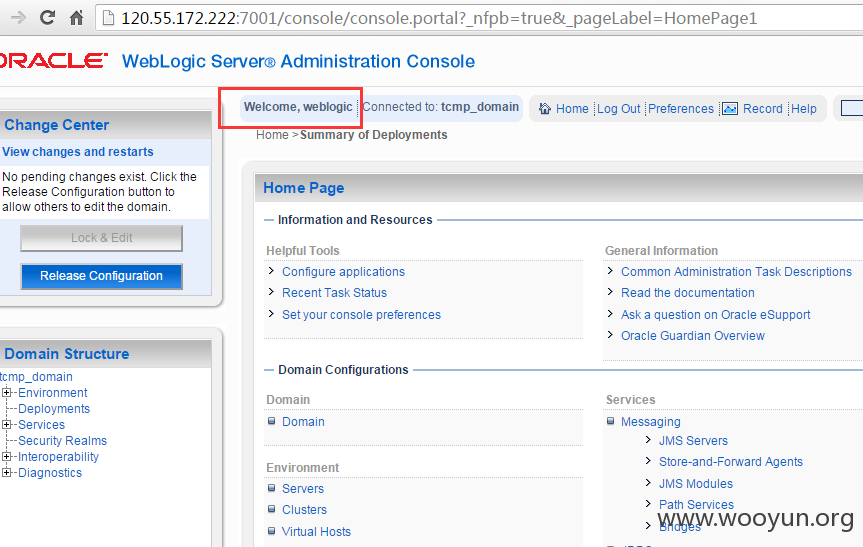 120.55.172.222:7001/console/console.portal?_nfpb=true&_pageLabel=HomePage1
ORACLE® WebLogic Server® Administration Console
Change Center
View changes and restarts
No pending changes exist. Click the
Release Configuration button to
allow others to edit the domain.
Lock & Edit
Release Configuration
Domain Structure
tcmp_domain
Environment
Deployments
Services
Security Realms
Interoperability
Diagnostics
Welcome, weblogic Connected to: tcmp_domain Home Log Out Preferences Record Help
Home >Summary of Deployments
Home Page
Information and Resources
Helpful Tools
Configure applications
Recent Task Status
Set your console preferences
General Information
Common Administration Task Descriptions
Read the documentation
Ask a question on Oracle eSupport
Oracle Guardian Overview
Domain Configurations
Domain
Domain
Environment
Servers
Clusters
Virtual Hosts
Services
Messaging
JMS Servers
Store-and-Forward Agents
JMS Modules
Path Services
Bridges
www.wooyun.org